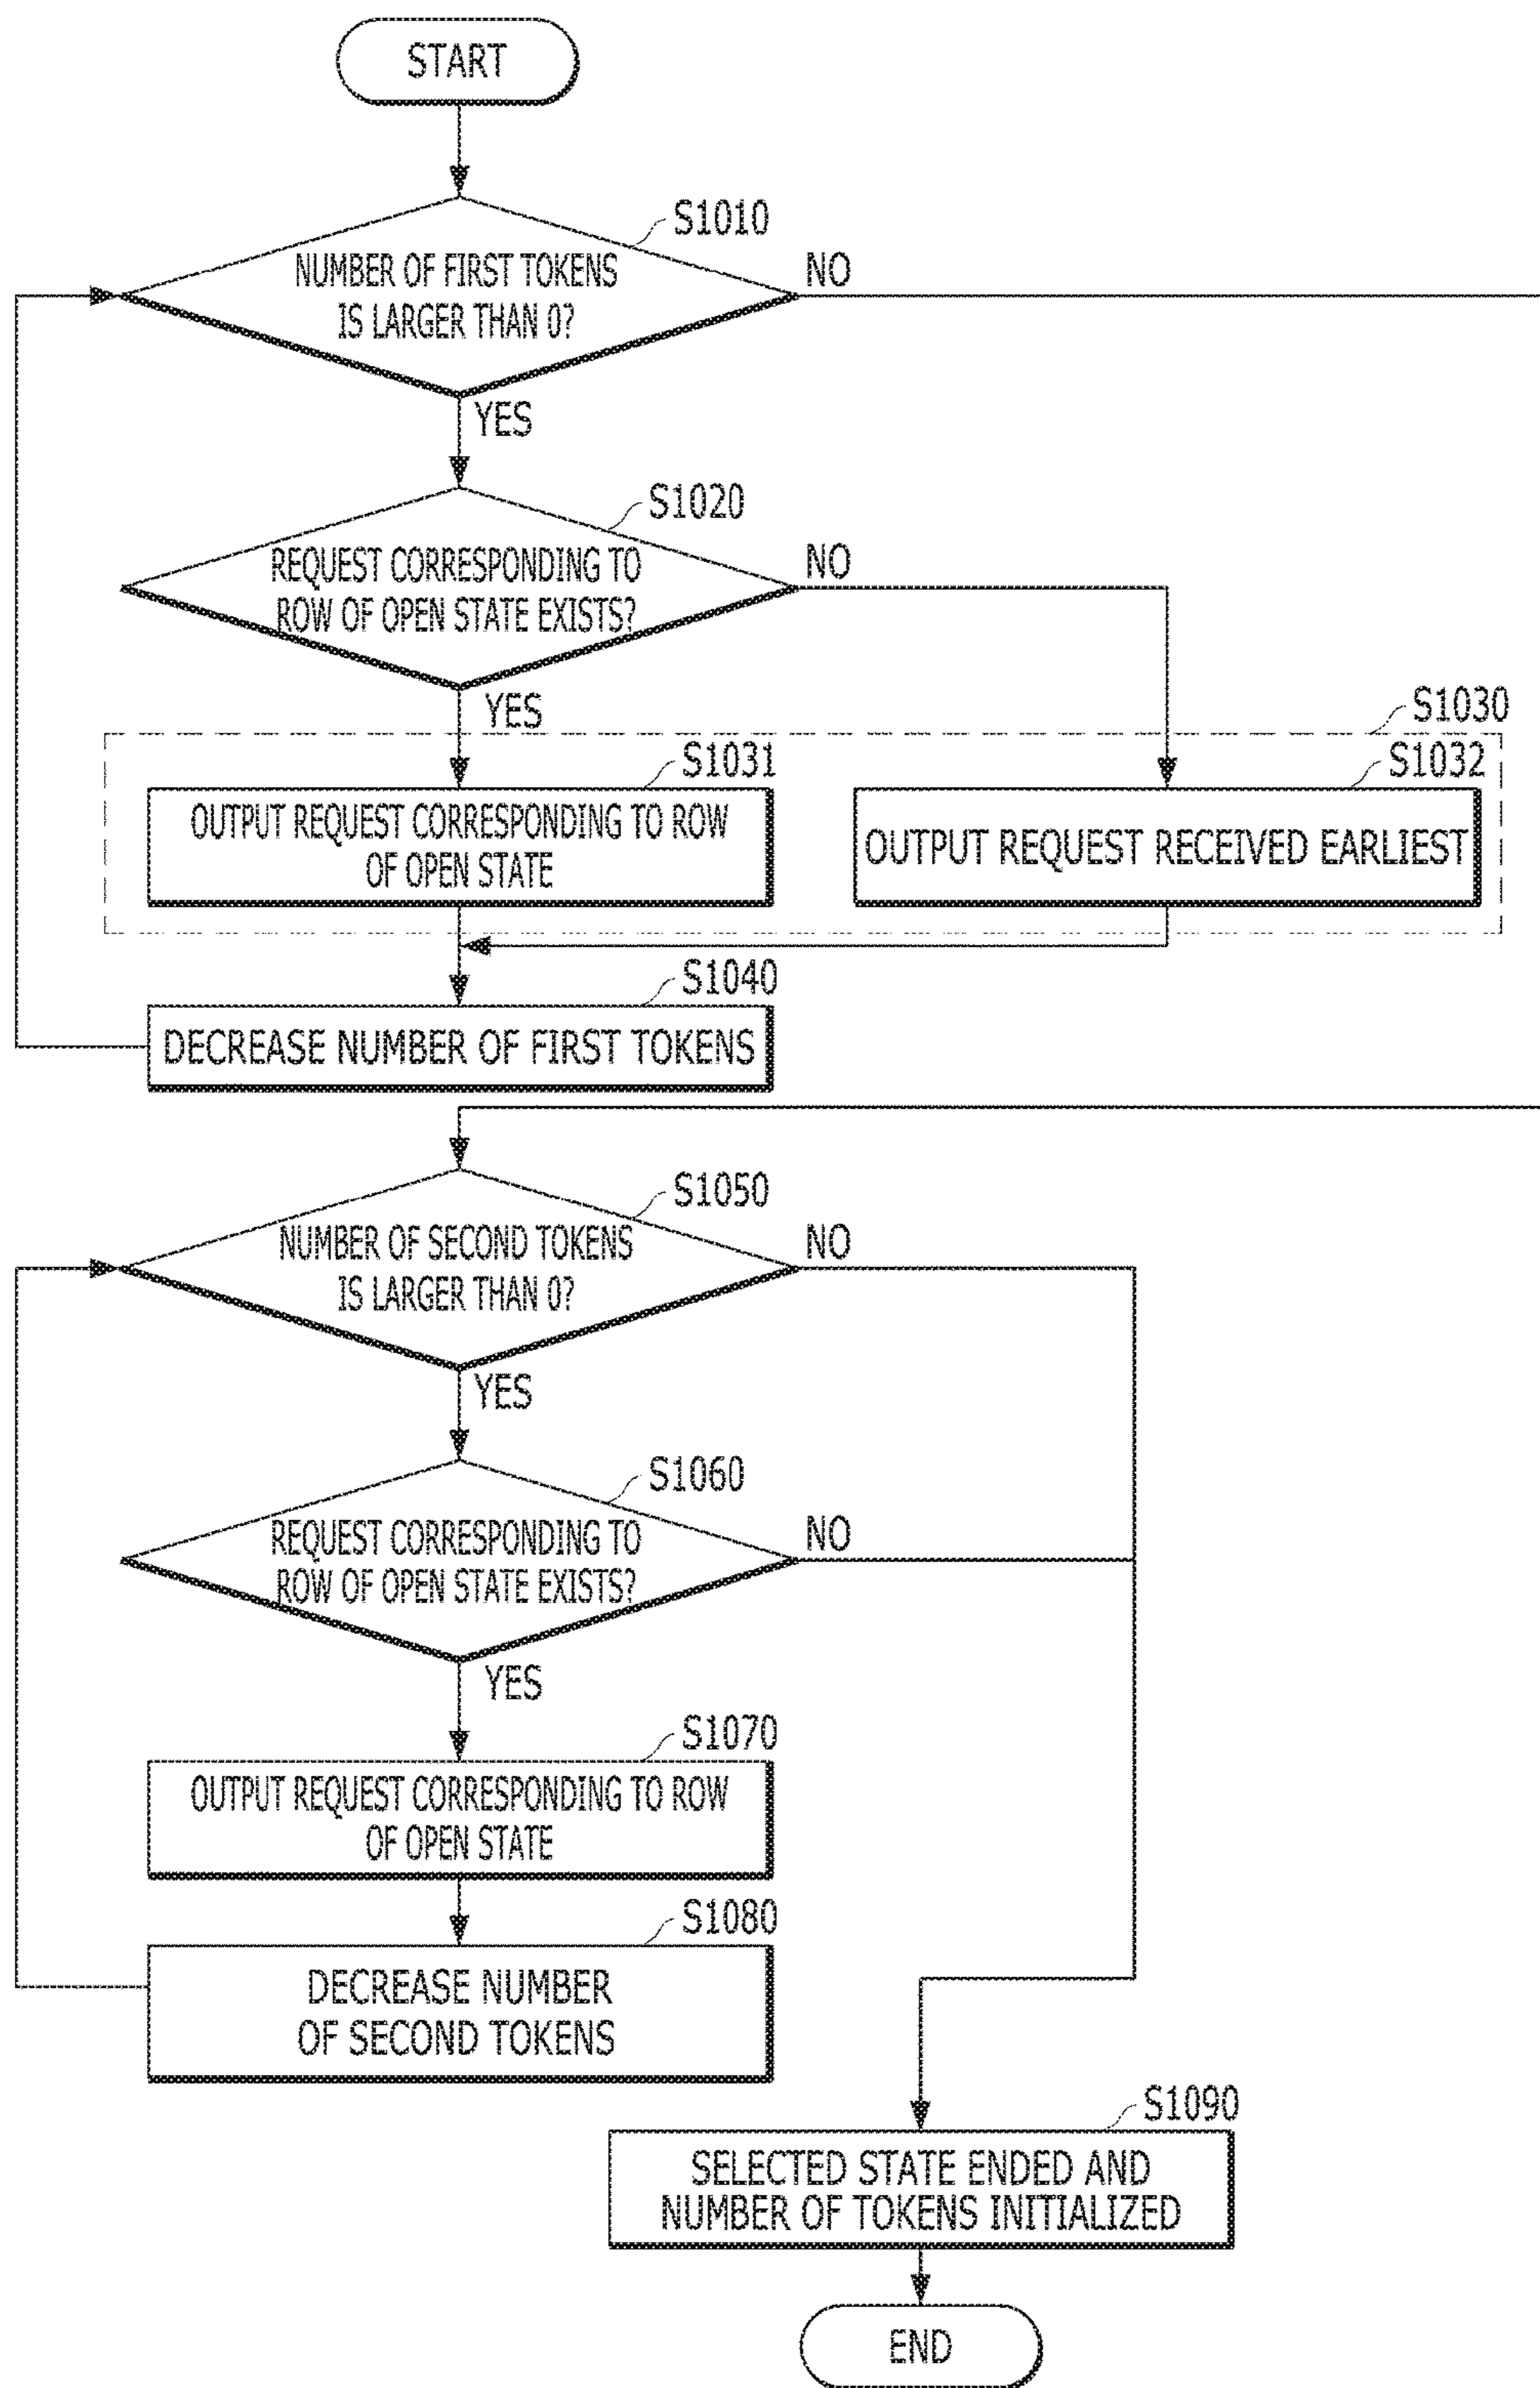 START
S1010
NUMBER OF FIRST TOKENS
IS LARGER THAN 0?
NO
YES
S1020
REQUEST CORRESPONDING TO
ROW OF OPEN STATE EXISTS?
NO
YES
S1030
S1031
OUTPUT REQUEST CORRESPONDING TO ROW
OF OPEN STATE
S1032
OUTPUT REQUEST RECEIVED EARLIEST
S1040
DECREASE NUMBER OF FIRST TOKENS
S1050
NUMBER OF SECOND TOKENS
IS LARGER THAN 0?
NO
YES
S1060
REQUEST CORRESPONDING TO
ROW OF OPEN STATE EXISTS?
NO
YES
S1070
OUTPUT REQUEST CORRESPONDING TO ROW
OF OPEN STATE
S1080
DECREASE NUMBER
OF SECOND TOKENS
S1090
SELECTED STATE ENDED AND
NUMBER OF TOKENS INITIALIZED
END